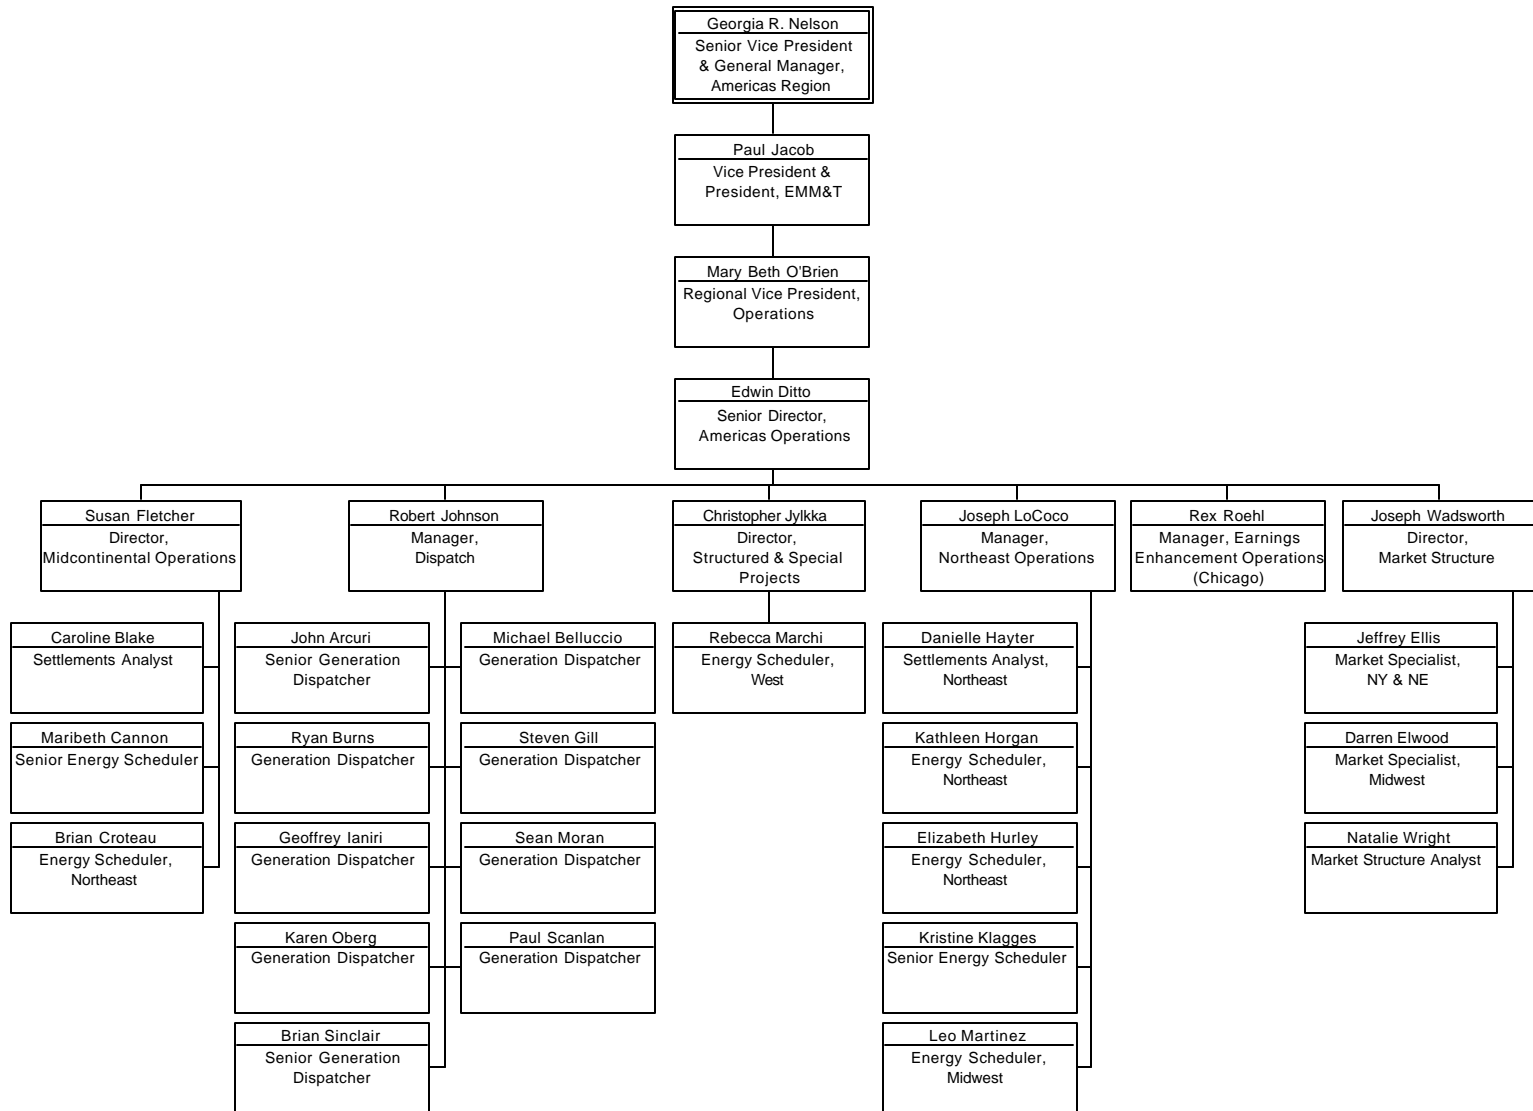 Georgia R. Nelson
Senior Vice President
& General Manager,
Americas Region
Paul Jacob
Vice President &
President, EMM&T
Mary Beth O'Brien
Regional Vice President,
Operations
Edwin Ditto
Senior Director,
Americas Operations
Susan Fletcher
Director,
Midcontinental Operations
Robert Johnson
Manager,
Dispatch
Christopher Jylkka
Director,
Structured & Special
Projects
Joseph LoCoco
Manager,
Northeast Operations
Rex Roehl
Manager, Earnings
Enhancement Operations
(Chicago)
Joseph Wadsworth
Director,
Market Structure
Caroline Blake
Settlements Analyst
Maribeth Cannon
Senior Energy Scheduler
Brian Croteau
Energy Scheduler,
Northeast
John Arcuri
Senior Generation
Dispatcher
Michael Belluccio
Generation Dispatcher
Ryan Burns
Generation Dispatcher
Steven Gill
Generation Dispatcher
Geoffrey Ianiri
Generation Dispatcher
Sean Moran
Generation Dispatcher
Karen Oberg
Generation Dispatcher
Paul Scanlan
Generation Dispatcher
Brian Sinclair
Senior Generation
Dispatcher
Rebecca Marchi
Energy Scheduler,
West
Danielle Hayter
Settlements Analyst,
Northeast
Kathleen Horgan
Energy Scheduler,
Northeast
Elizabeth Hurley
Energy Scheduler,
Northeast
Kristine Klagges
Senior Energy Scheduler
Leo Martinez
Energy Scheduler,
Midwest
Jeffrey Ellis
Market Specialist,
NY & NE
Darren Elwood
Market Specialist,
Midwest
Natalie Wright
Market Structure Analyst